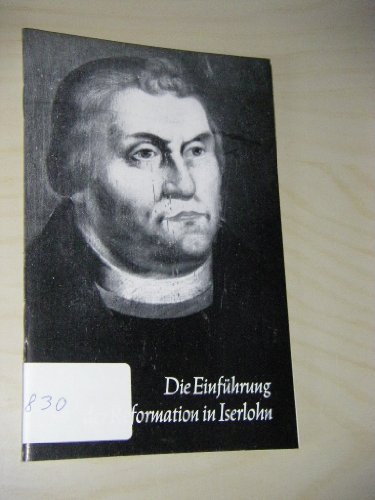 Die Einführung
formation in Iserlohn
830